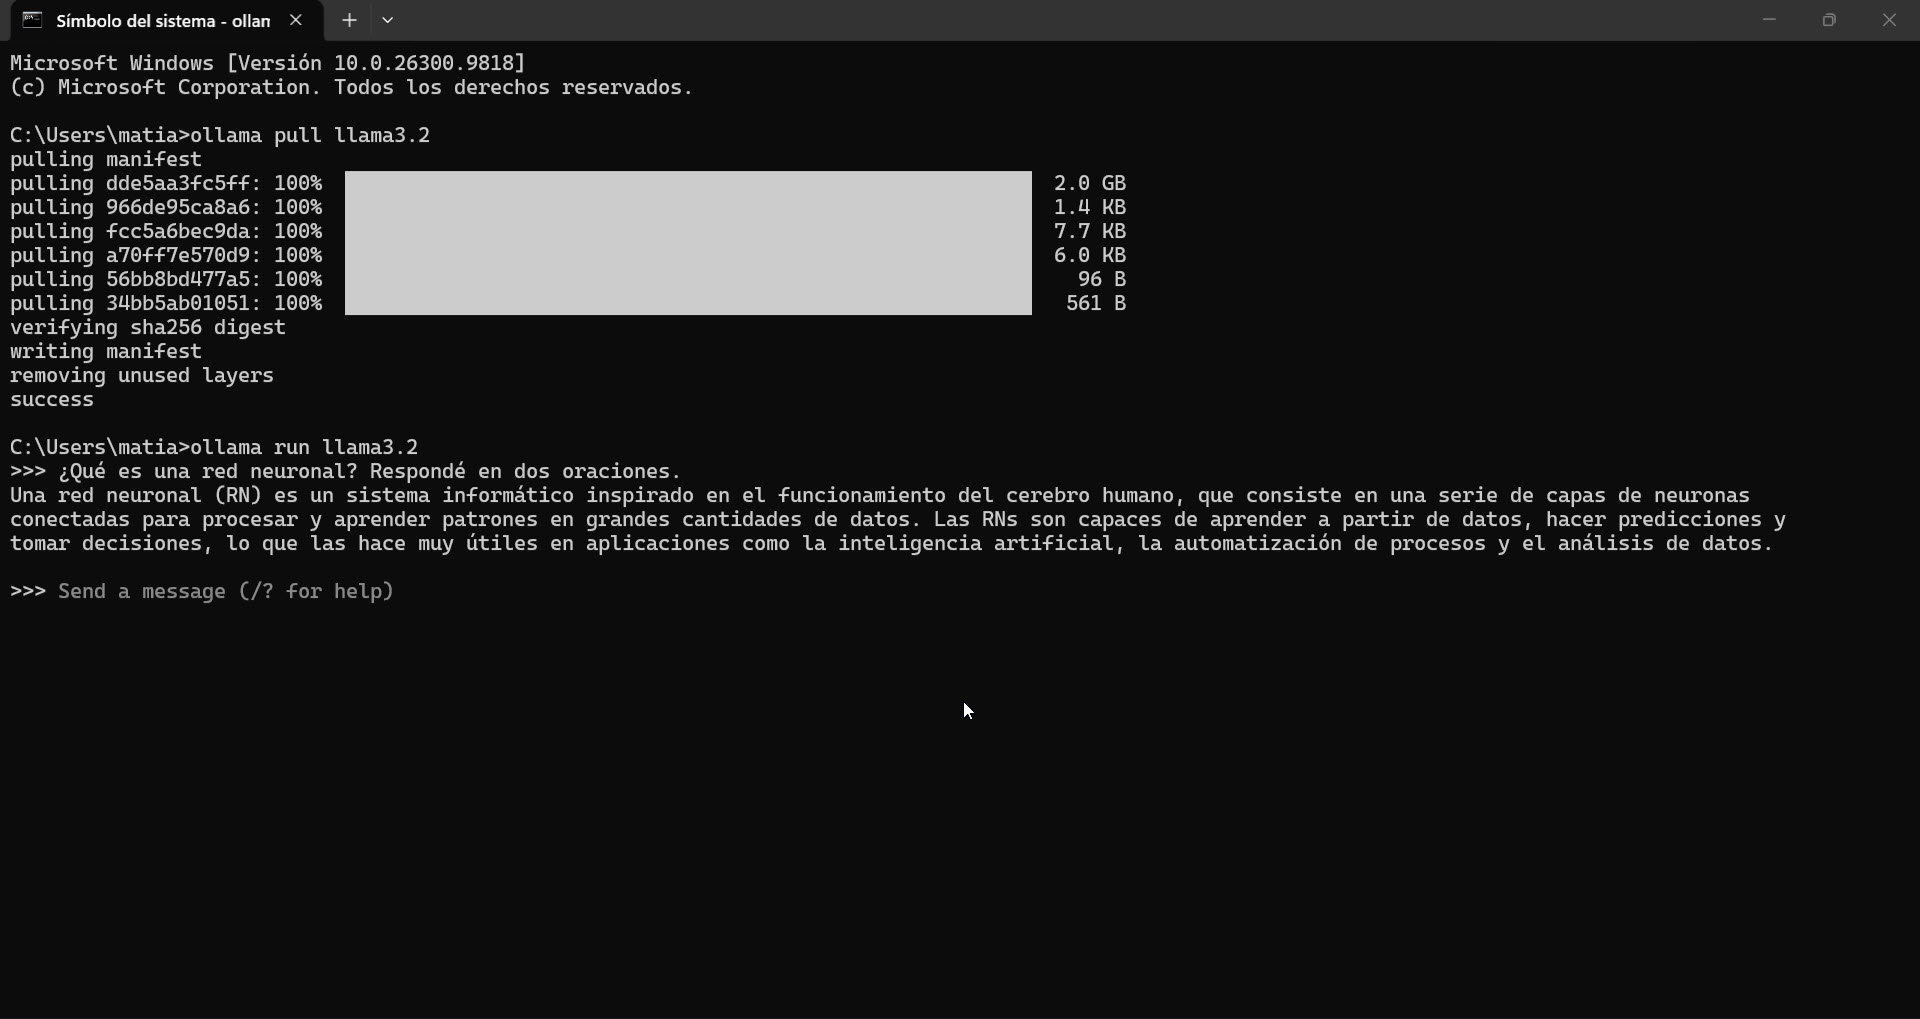 Símbolo del sistema - ollan
Microsoft Windows [Versión 10.0.26300.9818]
(c) Microsoft Corporation. Todos los derechos reservados.
C:\Users\matia>ollama pull llama3.2
pulling manifest
pulling dde5aa3fc5ff: 100% 2.0 GB
pulling 966de95ca8a6: 100% 1.4 KB
pulling fcc5a6bec9da: 100% 7.7 KB
pulling a70ff7e570d9: 100% 6.0 KB
pulling 56bb8bd477a5: 100% 96 B
pulling 34bb5ab01051: 100% 561 B
verifying sha256 digest
writing manifest
removing unused layers
success
C:\Users\matia>ollama run llama3.2
>>> ¿Qué es una red neuronal? Respondé en dos oraciones.
Una red neuronal (RN) es un sistema informático inspirado en el funcionamiento del cerebro humano, que consiste en una serie de capas de neuronas
conectadas para procesar y aprender patrones en grandes cantidades de datos. Las RNs son capaces de aprender a partir de datos, hacer predicciones y
tomar decisiones, lo que las hace muy útiles en aplicaciones como la inteligencia artificial, la automatización de procesos y el análisis de datos.
>>> Send a message (/? for help)